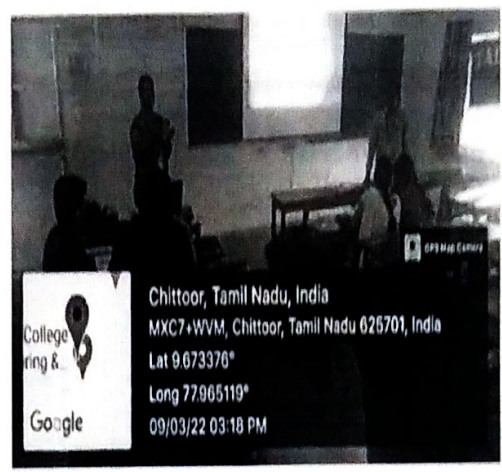 GPS Map Camera
Chittoor, Tamil Nadu, India
MXC7+WVM, Chittoor, Tamil Nadu 625701, India
Lat 9.673376°
Long 77.965119°
09/03/22 03:18 PM
College
ring &...
Google